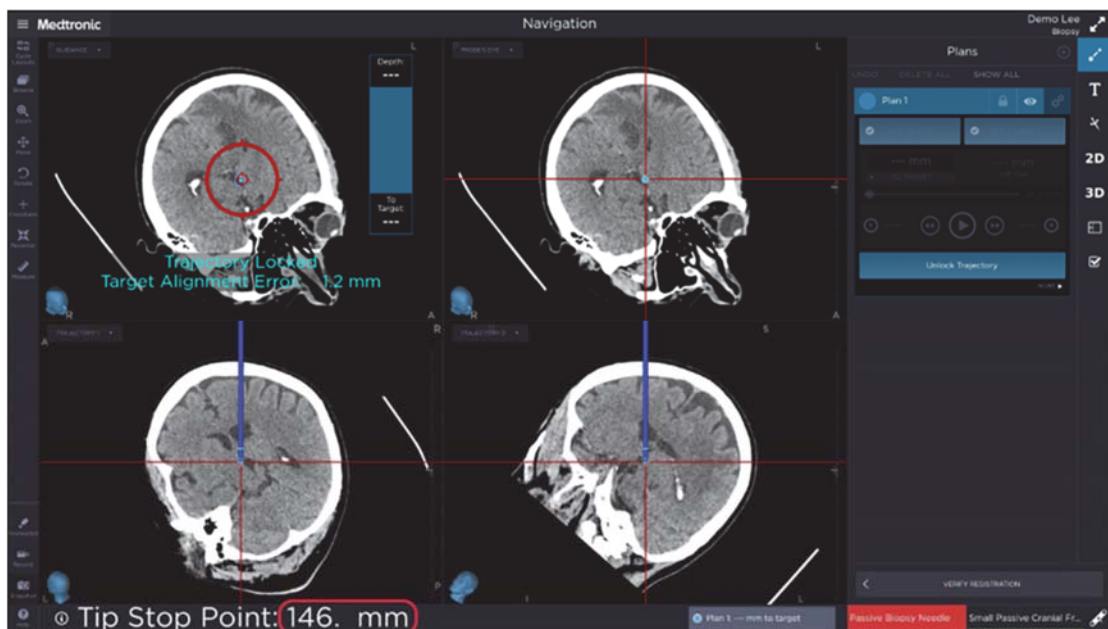 Medtronic
Navigation
Demo Lee
Biopsy
L
Depth:
---
To
Target:
---
Trajectory Locked
Target Alignment Error 1.2 mm
R
A
L
R
A
Plans
UNDO
DELETE ALL
SHOW ALL
Plan 1
--- mm
Unlock Trajectory
T
2D
3D
A
R
L
P
S
I
L
VERIFY REGISTRATION
Tip Stop Point: 146. mm
Plan 1: --- mm to target
Passive Biopsy Needle
Small Passive Cranial Fr...